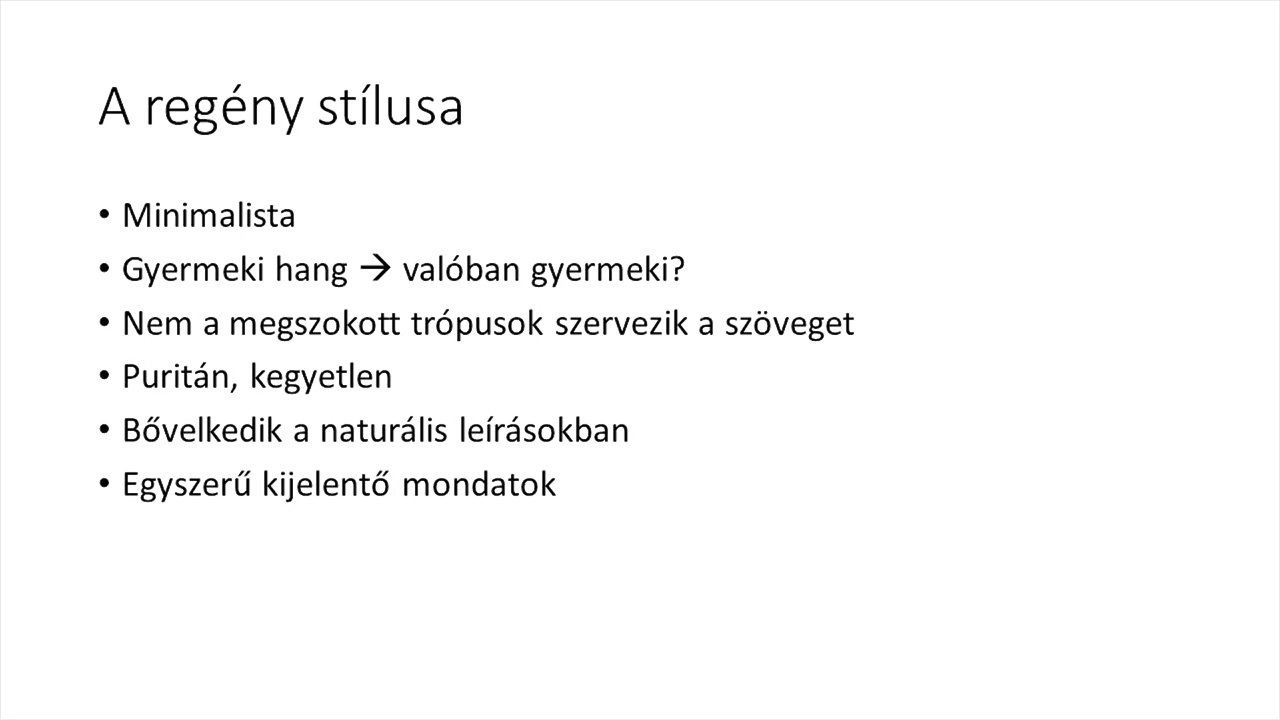 A regény stílusa
• Minimalista
• Gyermeki hang → valóban gyermeki?
• Nem a megszokott trópusok szervezik a szöveget
• Puritán, kegyetlen
• Bővelkedik a naturális leírásokban
• Egyszerű kijelentő mondatok